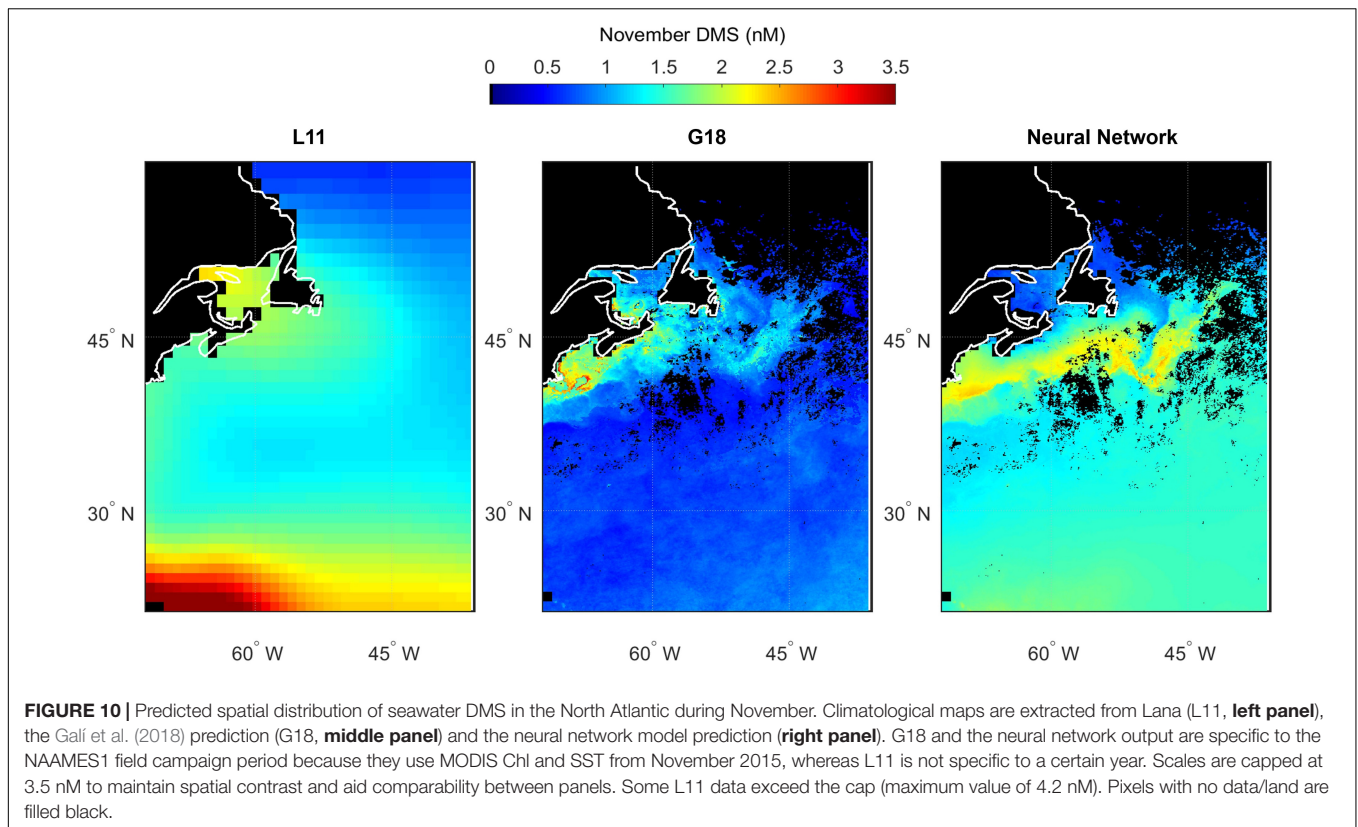 November DMS (nM)
0 0.5 1 1.5 2 2.5 3 3.5
L11 G18 Neural Network
45° N 45° N 45° N
30° N 30° N 30° N
60° W 45° W 60° W 45° W 60° W 45° W
FIGURE 10 | Predicted spatial distribution of seawater DMS in the North Atlantic during November. Climatological maps are extracted from Lana (L11, left panel),
the Galí et al. (2018) prediction (G18, middle panel) and the neural network model prediction (right panel). G18 and the neural network output are specific to the
NAAMES1 field campaign period because they use MODIS Chl and SST from November 2015, whereas L11 is not specific to a certain year. Scales are capped at
3.5 nM to maintain spatial contrast and aid comparability between panels. Some L11 data exceed the cap (maximum value of 4.2 nM). Pixels with no data/land are
filled black.